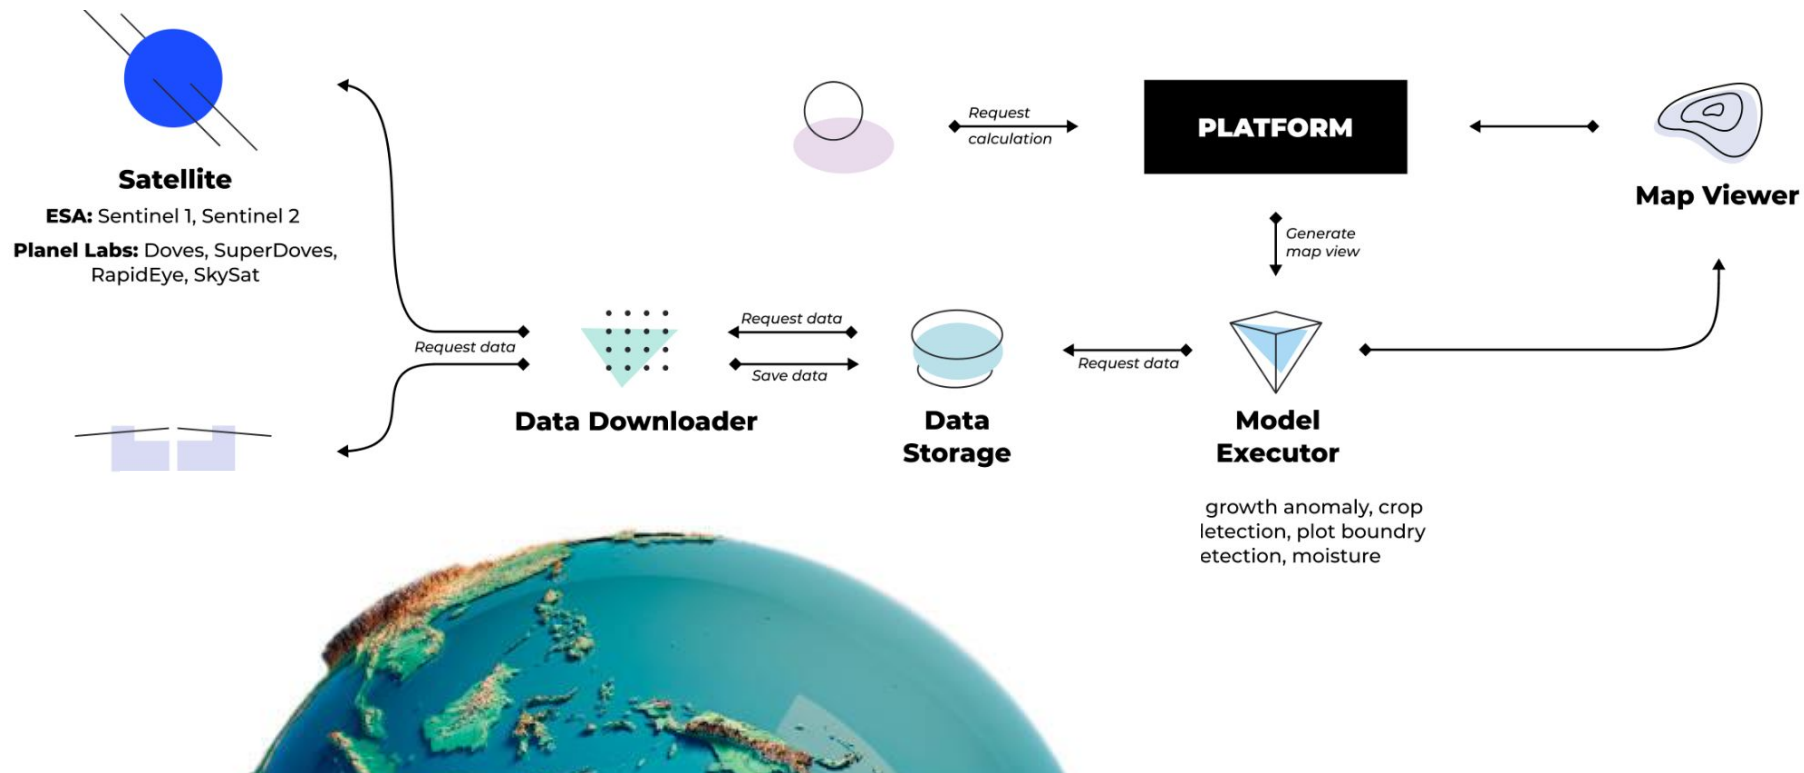 Satellite
ESA: Sentinel 1, Sentinel 2
Planel Labs: Doves, SuperDoves,
RapidEye, SkySat
Request data
Data Downloader
Request data
Save data
Data
Storage
Request data
Model
Executor
growth anomaly, crop
letection, plot boundry
etection, moisture
Request
calculation
PLATFORM
Generate
map view
Map Viewer